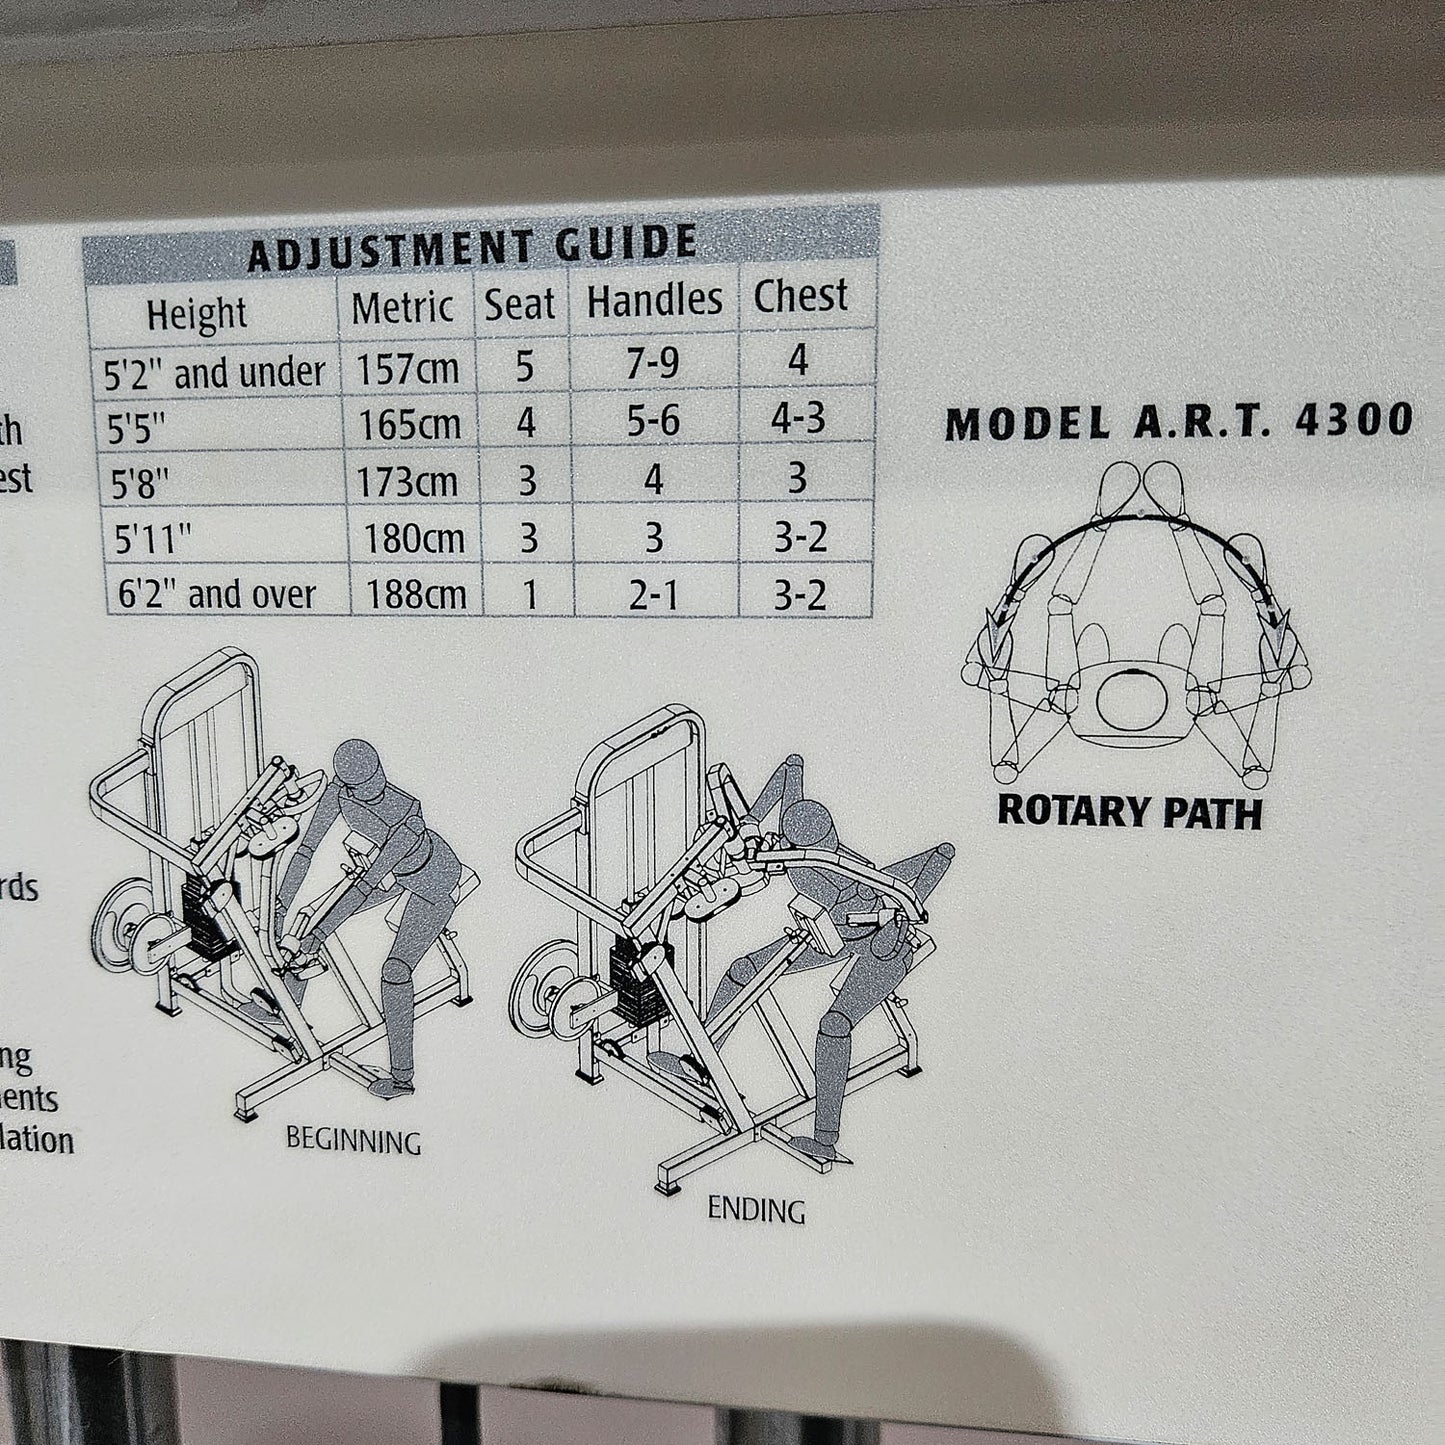 ADJUSTMENT GUIDE
Height Metric Seat Handles Chest
5'2" and under 157cm 5 7-9 4
5'5" 165cm 4 5-6 4-3
5'8" 173cm 3 4 3
5'11" 180cm 3 3 3-2
6'2" and over 188cm 1 2-1 3-2
MODEL A.R.T. 4300
ROTARY PATH
BEGINNING
ENDING